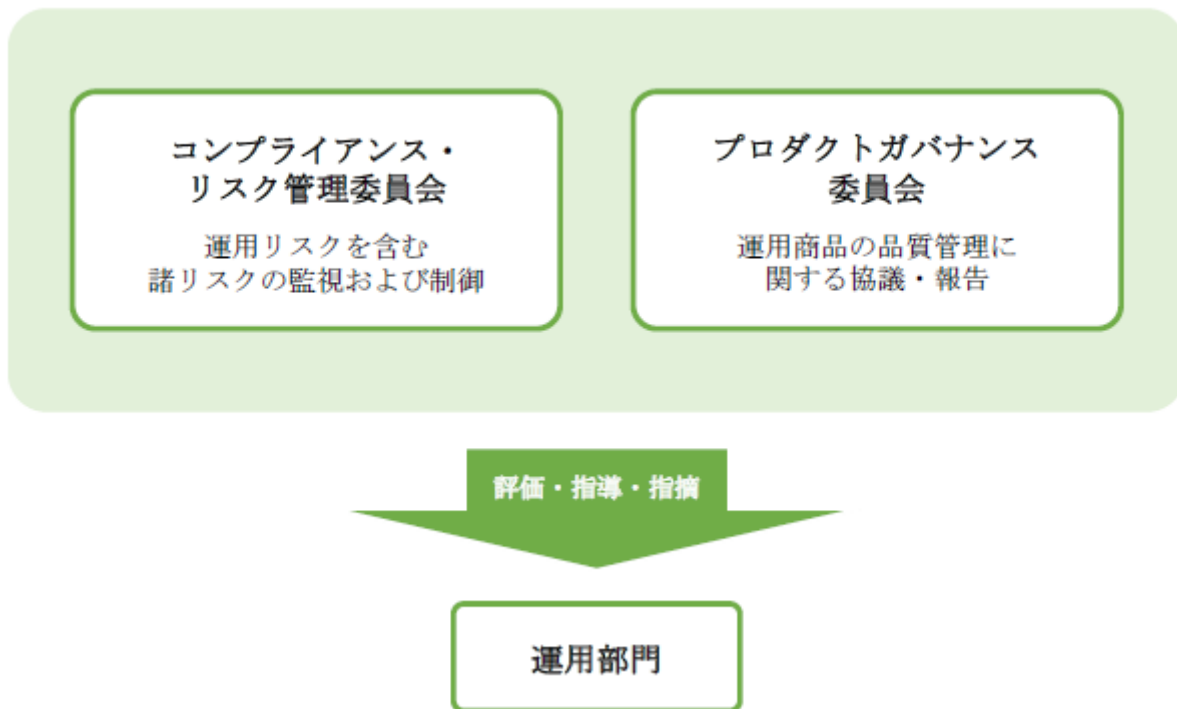 コンプライアンス・
リスク管理委員会
運用リスクを含む
諸リスクの監視および制御
プロダクトガバナンス
委員会
運用商品の品質管理に
関する協議・報告
評価・指導・指摘
運用部門